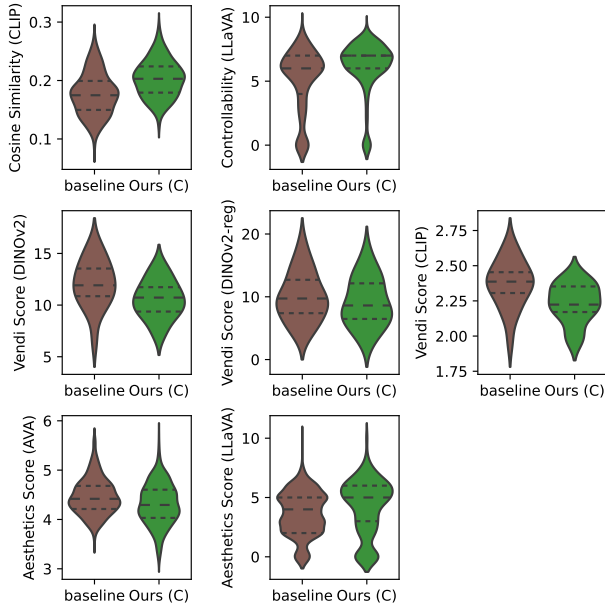 Cosine Similarity (CLIP)
0.3
0.2
0.1
baseline Ours (C)
Controllability (LLaVA)
10
5
0
baseline Ours (C)
Vendi Score (DINOv2)
15
10
5
baseline Ours (C)
Vendi Score (DINOv2-reg)
20
10
0
baseline Ours (C)
Vendi Score (CLIP)
2.75
2.50
2.25
2.00
1.75
baseline Ours (C)
Aesthetics Score (AVA)
6
5
4
3
baseline Ours (C)
Aesthetics Score (LLaVA)
10
5
0
baseline Ours (C)